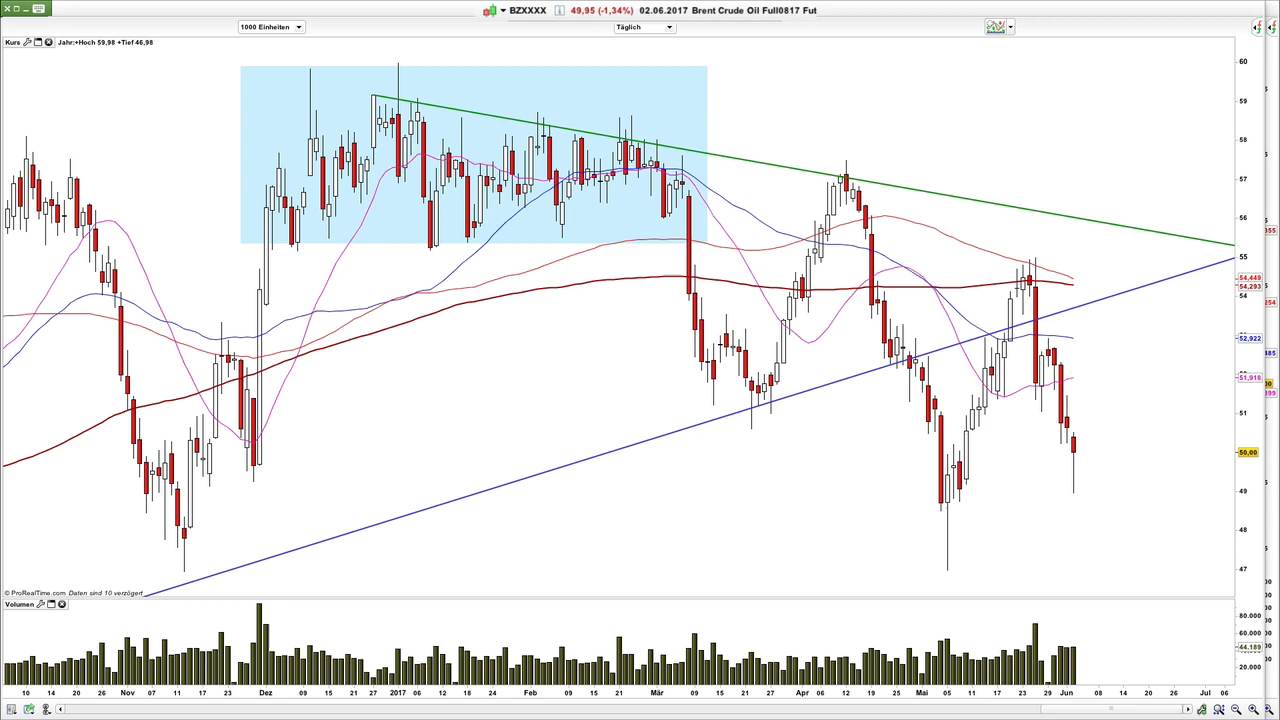 BZXXXX 49,95 (-1,34%) 02.06.2017 Brent Crude Oil Full0817 Fut
1000 Einheiten
Täglich
Kurs
Jahr:+Hoch 59,98 +Tief 46,98
60
59
58
57
56
55
54,449
54,293
54
52,922
51,918
51
50,00
49
48
47
© ProRealTime.com Daten sind 10 verzögert
Volumen
80.000
60.000
44.189
20.000
10 14 20 26 Nov 07 11 17 23 Dez 09 15 21 27 2017 06 12 18 24 Feb 09 15 21 27 Mär 09 15 21 27 Apr 06 12 19 25 Mai 05 11 17 23 29 Jun 08 14 20 26 Jul 06